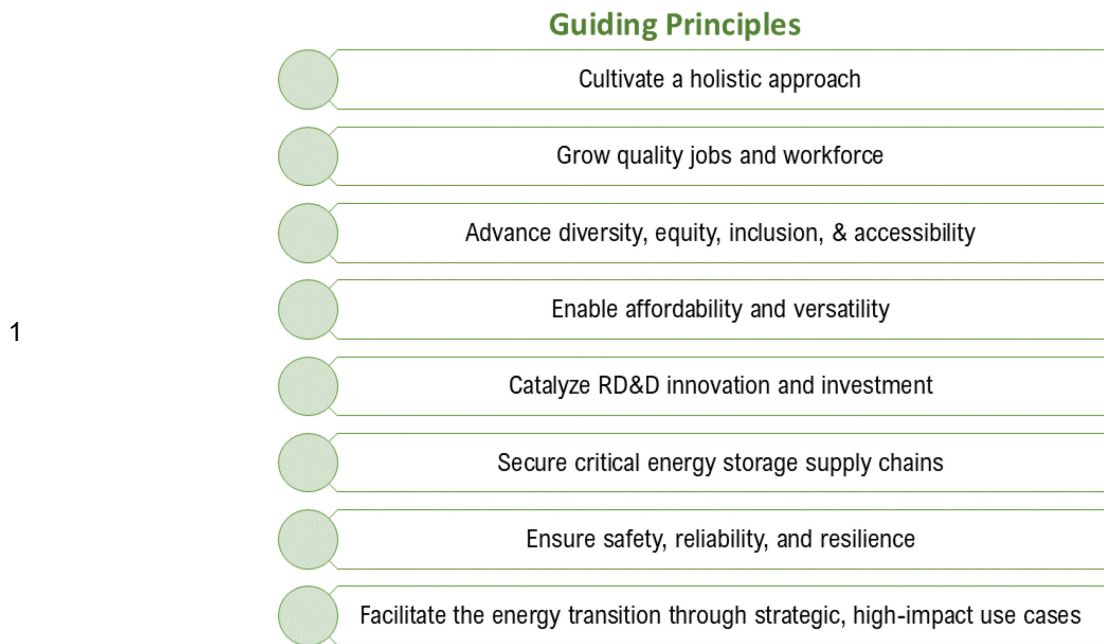 Guiding Principles
Cultivate a holistic approach
Grow quality jobs and workforce
Advance diversity, equity, inclusion, & accessibility
Enable affordability and versatility
1
Catalyze RD&D innovation and investment
Secure critical energy storage supply chains
Ensure safety, reliability, and resilience
Facilitate the energy transition through strategic, high-impact use cases